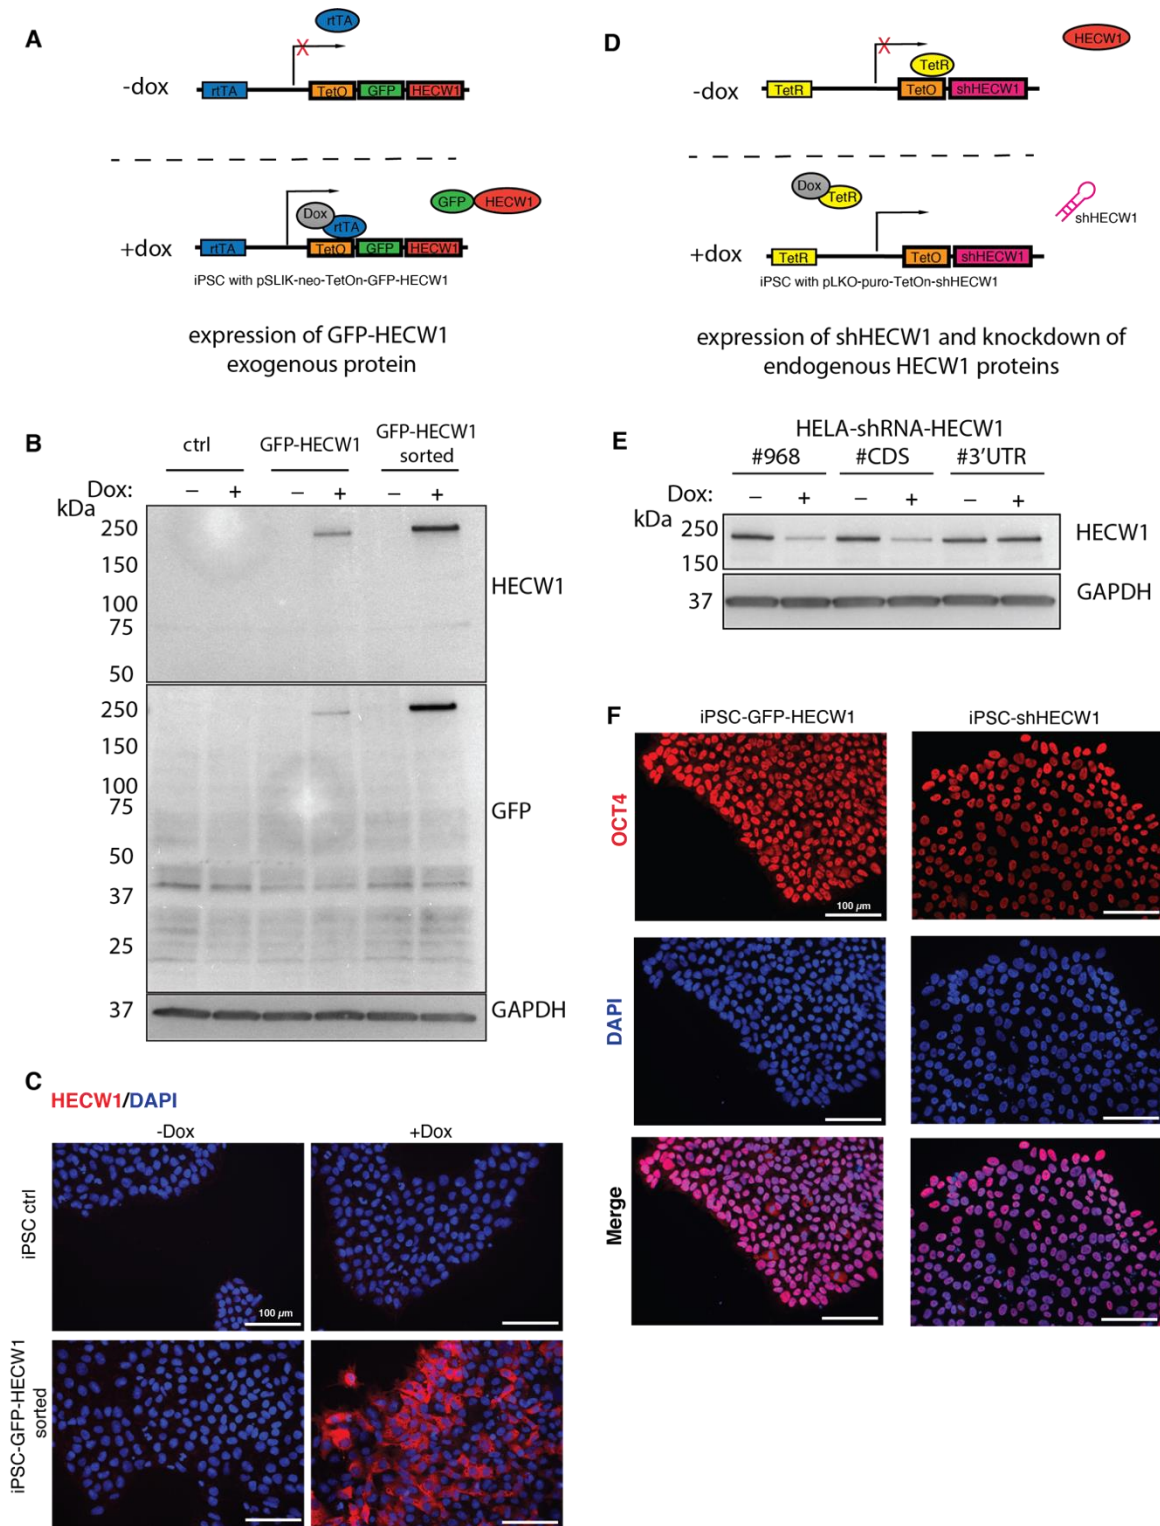 A
rtTA
X
-dox
rtTA
TetO
GFP
HECW1
+dox
Dox
rtTA
GFP
HECW1
rtTA
TetO
GFP
HECW1
iPSC with pSLIK-neo-TetOn-GFP-HECW1
expression of GFP-HECW1
exogenous protein
D
HECW1
X
TetR
-dox
TetR
TetO
shHECW1
Dox
TetR
shHECW1
+dox
TetR
TetO
shHECW1
iPSC with pLKO-puro-TetOn-shHECW1
expression of shHECW1 and knockdown of
endogenous HECW1 proteins
B
ctrl GFP-HECW1 GFP-HECW1
sorted
Dox: – + – + – +
kDa
250
150
100
75
50
HECW1
250
150
100
75
50
37
25
GFP
37
GAPDH
E
HELA-shRNA-HECW1
#968 #CDS #3'UTR
Dox: – + – + – +
kDa
250
150
HECW1
37
GAPDH
C
HECW1/DAPI
-Dox +Dox
iPSC ctrl
100 µm
iPSC-GFP-HECW1
sorted
F
iPSC-GFP-HECW1 iPSC-shHECW1
OCT4
100 µm
DAPI
Merge